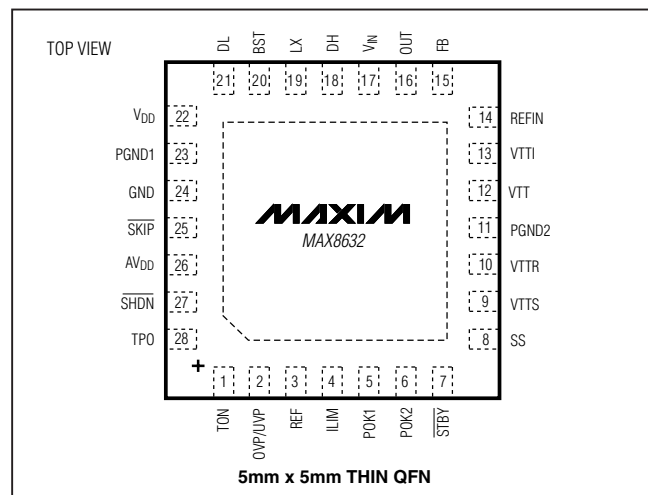 TOP VIEW
DL BST LX DH VIN OUT FB
21 20 19 18 17 16 15
VDD 22 14 REFIN
PGND1 23 13 VTTI
GND 24 12 VTT
SKIP 25 11 PGND2
AVDD 26 10 VTTR
SHDN 27 9 VTTS
TPO 28 8 SS
MAXIM
MAX8632
+
1 2 3 4 5 6 7
TON OVP/UVP REF ILIM POK1 POK2 STBY
5mm x 5mm THIN QFN